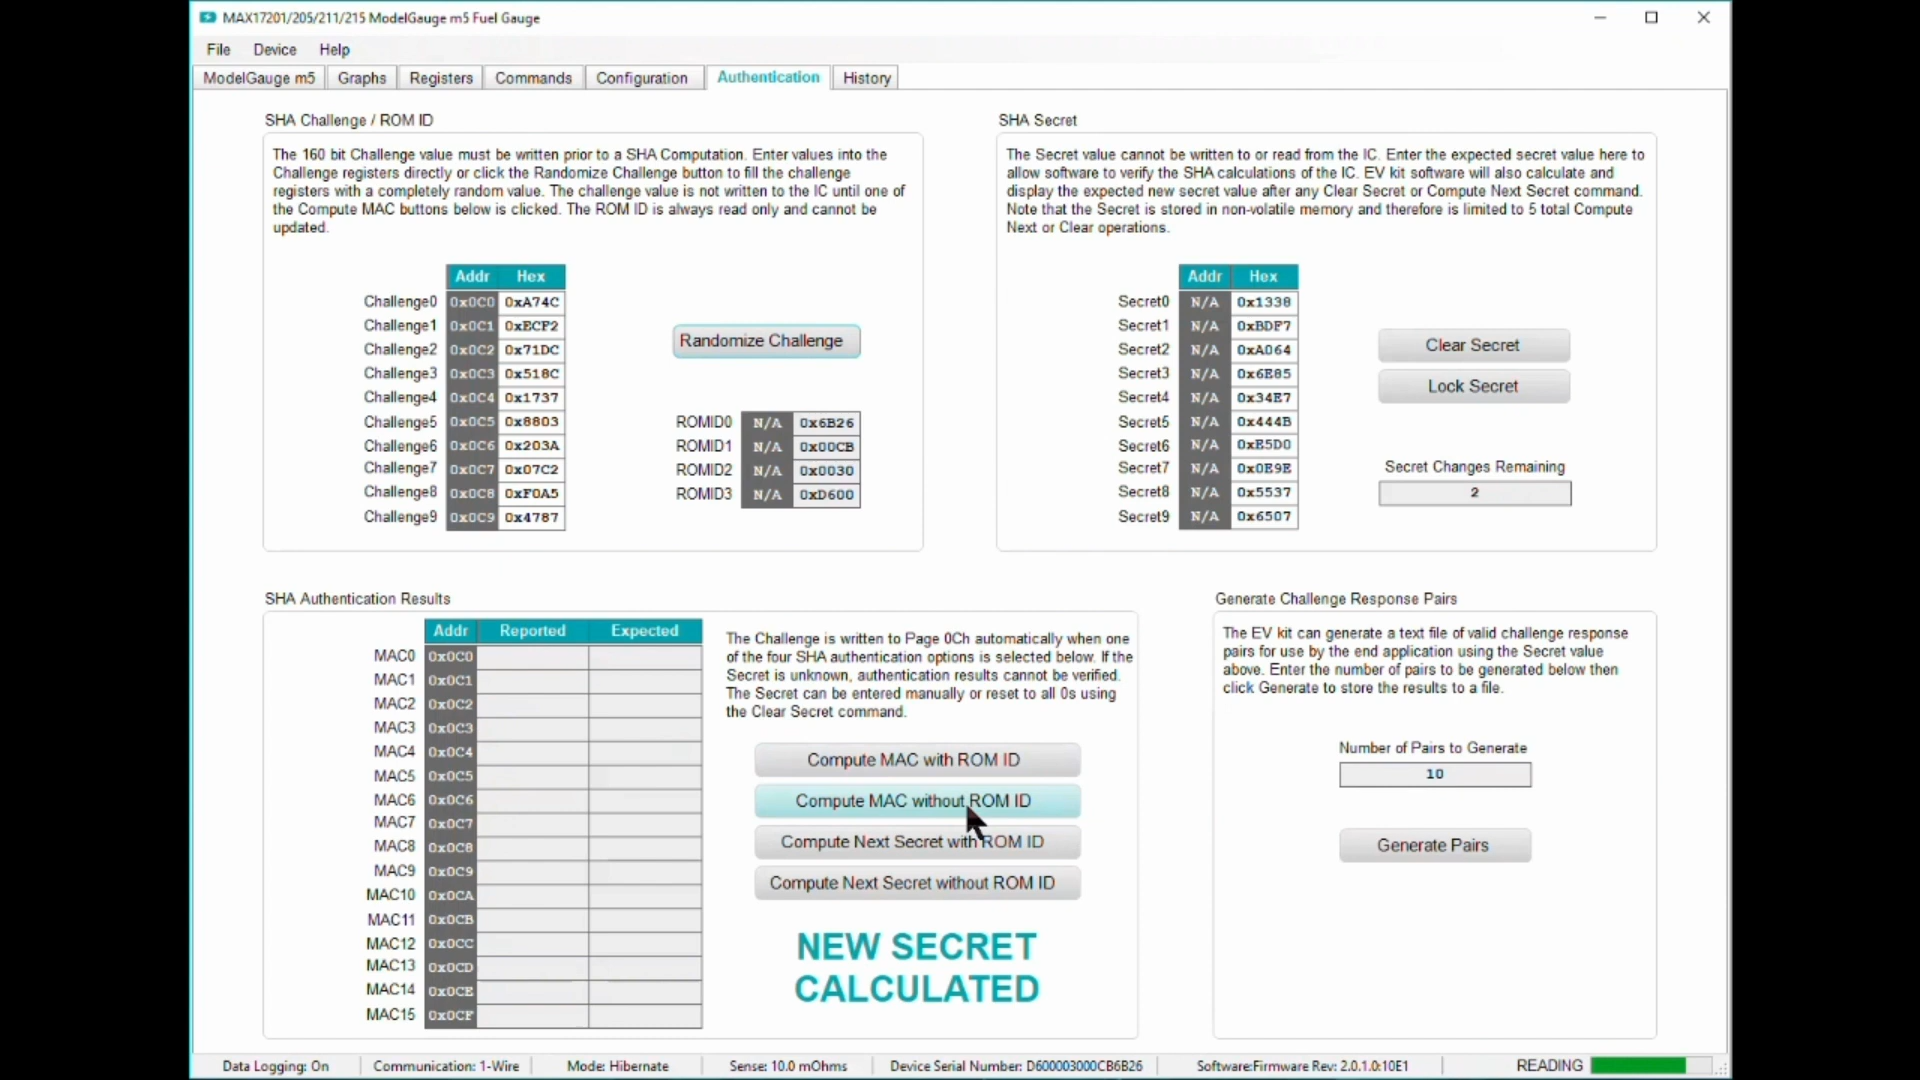 MAX17201/205/211/215 ModelGauge m5 Fuel Gauge
File Device Help
ModelGauge m5 Graphs Registers Commands Configuration Authentication History
SHA Challenge / ROM ID
The 160 bit Challenge value must be written prior to a SHA Computation. Enter values into the
Challenge registers directly or click the Randomize Challenge button to fill the challenge
registers with a completely random value. The challenge value is not written to the IC until one of
the Compute MAC buttons below is clicked. The ROM ID is always read only and cannot be
updated.
Addr Hex
Challenge0 0x0C0 0xA74C
Challenge1 0x0C1 0xECF2
Challenge2 0x0C2 0x71DC
Challenge3 0x0C3 0x518C
Challenge4 0x0C4 0x1737
Challenge5 0x0C5 0x8803
Challenge6 0x0C6 0x203A
Challenge7 0x0C7 0x07C2
Challenge8 0x0C8 0xF0A5
Challenge9 0x0C9 0x4787
Randomize Challenge
ROMID0 N/A 0x6B26
ROMID1 N/A 0x00CB
ROMID2 N/A 0x0030
ROMID3 N/A 0xD600
SHA Secret
The Secret value cannot be written to or read from the IC. Enter the expected secret value here to
allow software to verify the SHA calculations of the IC. EV kit software will also calculate and
display the expected new secret value after any Clear Secret or Compute Next Secret command.
Note that the Secret is stored in non-volatile memory and therefore is limited to 5 total Compute
Next or Clear operations.
Addr Hex
Secret0 N/A 0x1338
Secret1 N/A 0xBDF7
Secret2 N/A 0xA064
Secret3 N/A 0x6E85
Secret4 N/A 0x34E7
Secret5 N/A 0x444B
Secret6 N/A 0xE5D0
Secret7 N/A 0x0E9E
Secret8 N/A 0x5537
Secret9 N/A 0x6507
Clear Secret
Lock Secret
Secret Changes Remaining
2
SHA Authentication Results
Addr Reported Expected
MAC0 0x0C0
MAC1 0x0C1
MAC2 0x0C2
MAC3 0x0C3
MAC4 0x0C4
MAC5 0x0C5
MAC6 0x0C6
MAC7 0x0C7
MAC8 0x0C8
MAC9 0x0C9
MAC10 0x0CA
MAC11 0x0CB
MAC12 0x0CC
MAC13 0x0CD
MAC14 0x0CE
MAC15 0x0CF
The Challenge is written to Page 0Ch automatically when one
of the four SHA authentication options is selected below. If the
Secret is unknown, authentication results cannot be verified.
The Secret can be entered manually or reset to all 0s using
the Clear Secret command.
Compute MAC with ROM ID
Compute MAC without ROM ID
Compute Next Secret with ROM ID
Compute Next Secret without ROM ID
NEW SECRET
CALCULATED
Generate Challenge Response Pairs
The EV kit can generate a text file of valid challenge response
pairs for use by the end application using the Secret value
above. Enter the number of pairs to be generated below then
click Generate to store the results to a file.
Number of Pairs to Generate
10
Generate Pairs
Data Logging: On Communication: 1-Wire Mode: Hibernate Sense: 10.0 mOhms Device Serial Number: D600003000CB6B26 Software:Firmware Rev: 2.0.1.0:10E1 READING